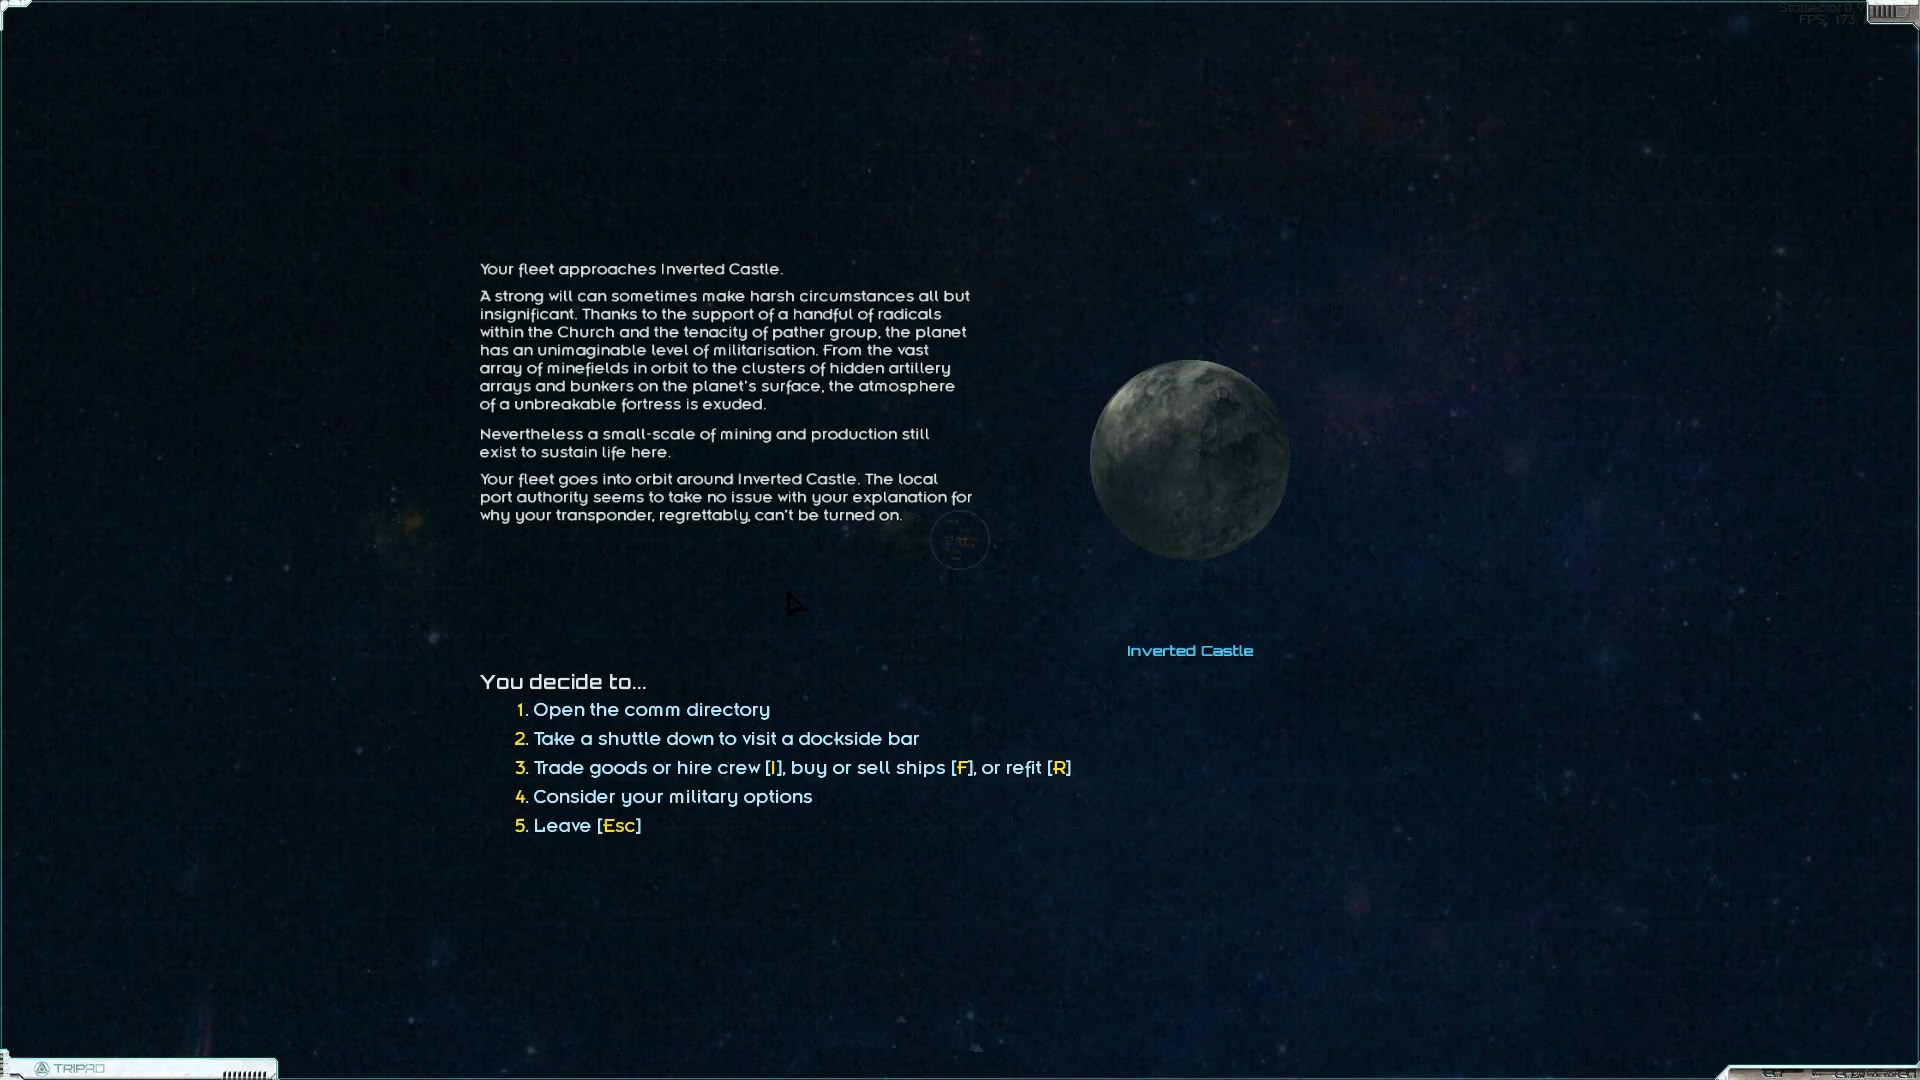 Starsector 0.9
FPS: 173,
Your fleet approaches Inverted Castle.
A strong will can sometimes make harsh circumstances all but
insignificant. Thanks to the support of a handful of radicals
within the Church and the tenacity of pather group, the planet
has an unimaginable level of militarisation. From the vast
array of minefields in orbit to the clusters of hidden artillery
arrays and bunkers on the planet's surface, the atmosphere
of a unbreakable fortress is exuded.
Nevertheless a small-scale of mining and production still
exist to sustain life here.
Your fleet goes into orbit around Inverted Castle. The local
port authority seems to take no issue with your explanation for
why your transponder, regrettably, can't be turned on.
Inverted Castle
You decide to...
1. Open the comm directory
2. Take a shuttle down to visit a dockside bar
3. Trade goods or hire crew [I], buy or sell ships [F], or refit [R]
4. Consider your military options
5. Leave [Esc]
TRIPAD